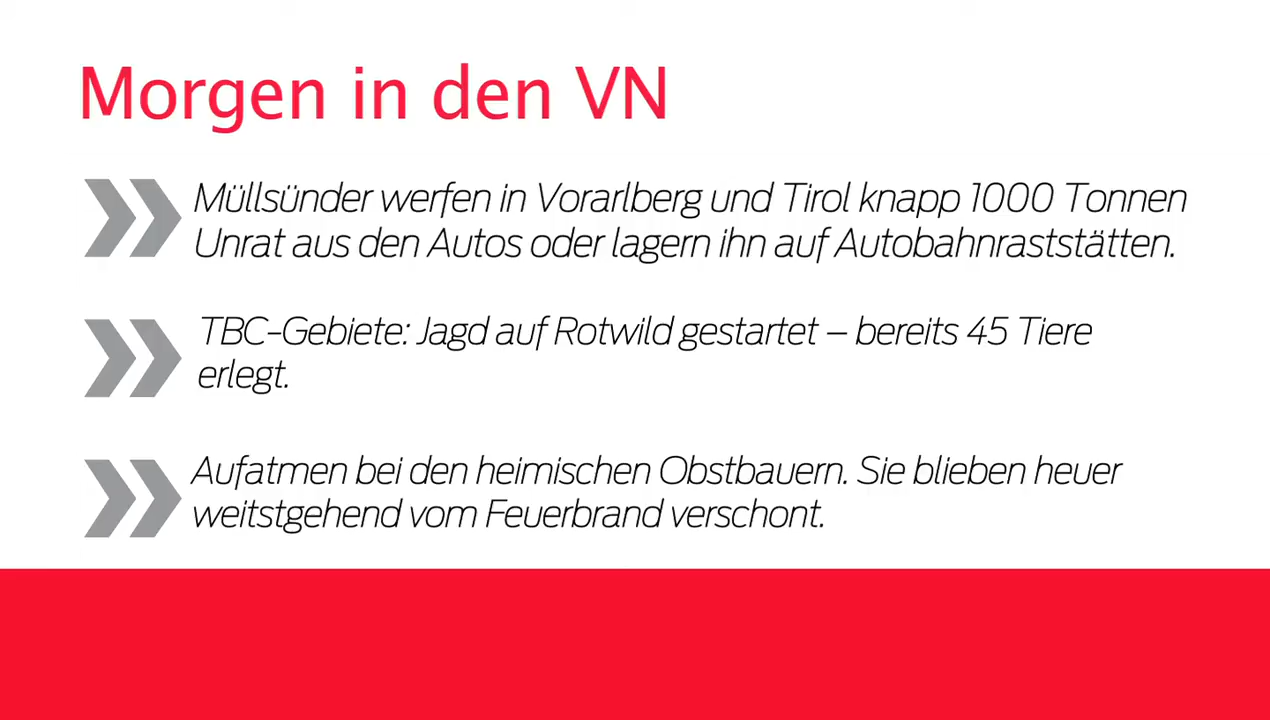 Morgen in den VN
Müllsünder werfen in Vorarlberg und Tirol knapp 1000 Tonnen
Unrat aus den Autos oder lagern ihn auf Autobahnraststätten.
TBC-Gebiete: Jagd auf Rotwild gestartet – bereits 45 Tiere
erlegt.
Aufatmen bei den heimischen Obstbauern. Sie blieben heuer
weitstgehend vom Feuerbrand verschont.